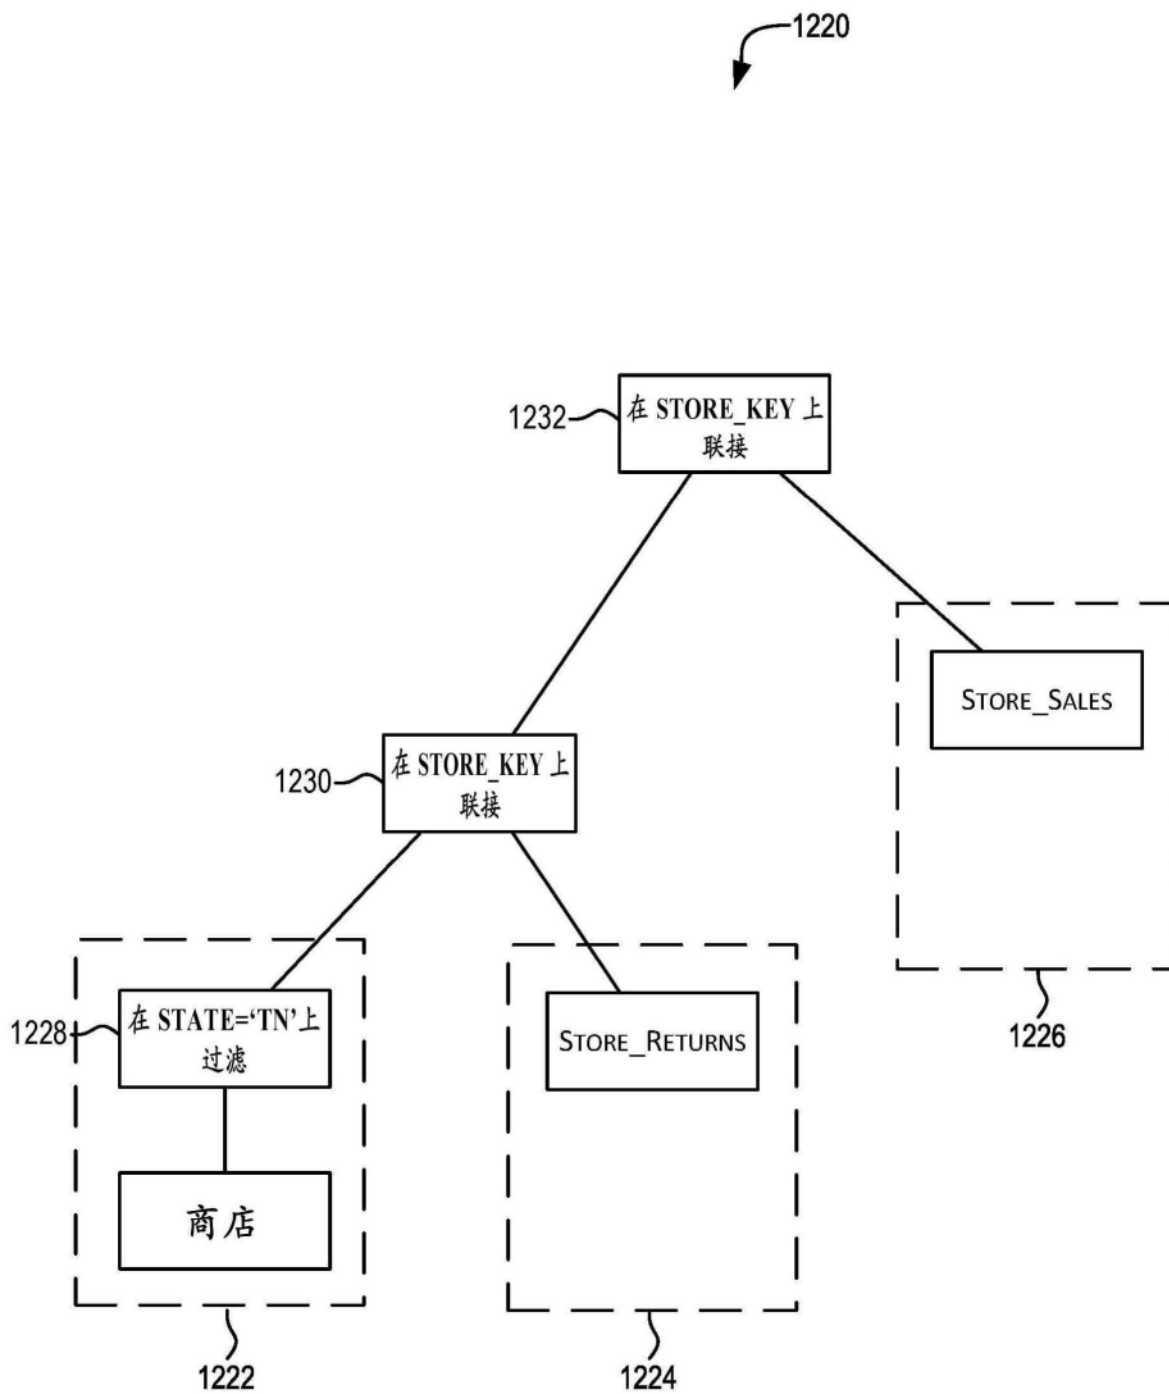 1220
1232
在 STORE_KEY 上
联接
STORE_SALES
1230
在 STORE_KEY 上
联接
1226
1228
在 STATE=‘TN’上
过滤
STORE_RETURNS
商店
1222
1224